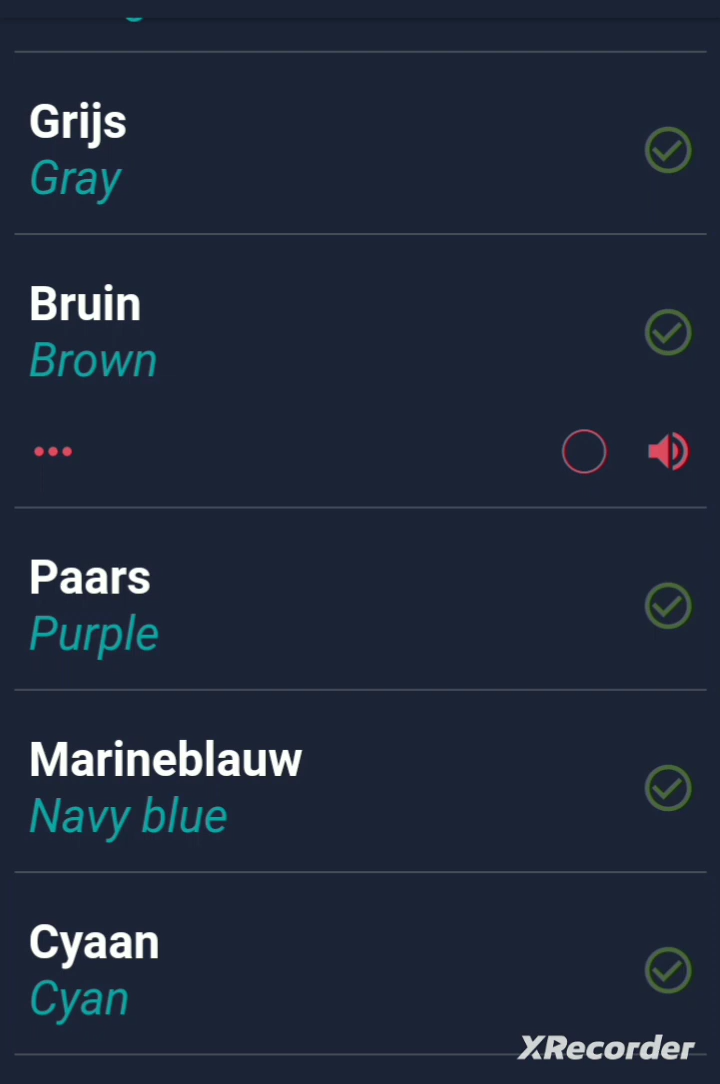 Grijs
Gray
Bruin
Brown
Paars
Purple
Marineblauw
Navy blue
Cyaan
Cyan
XRecorder